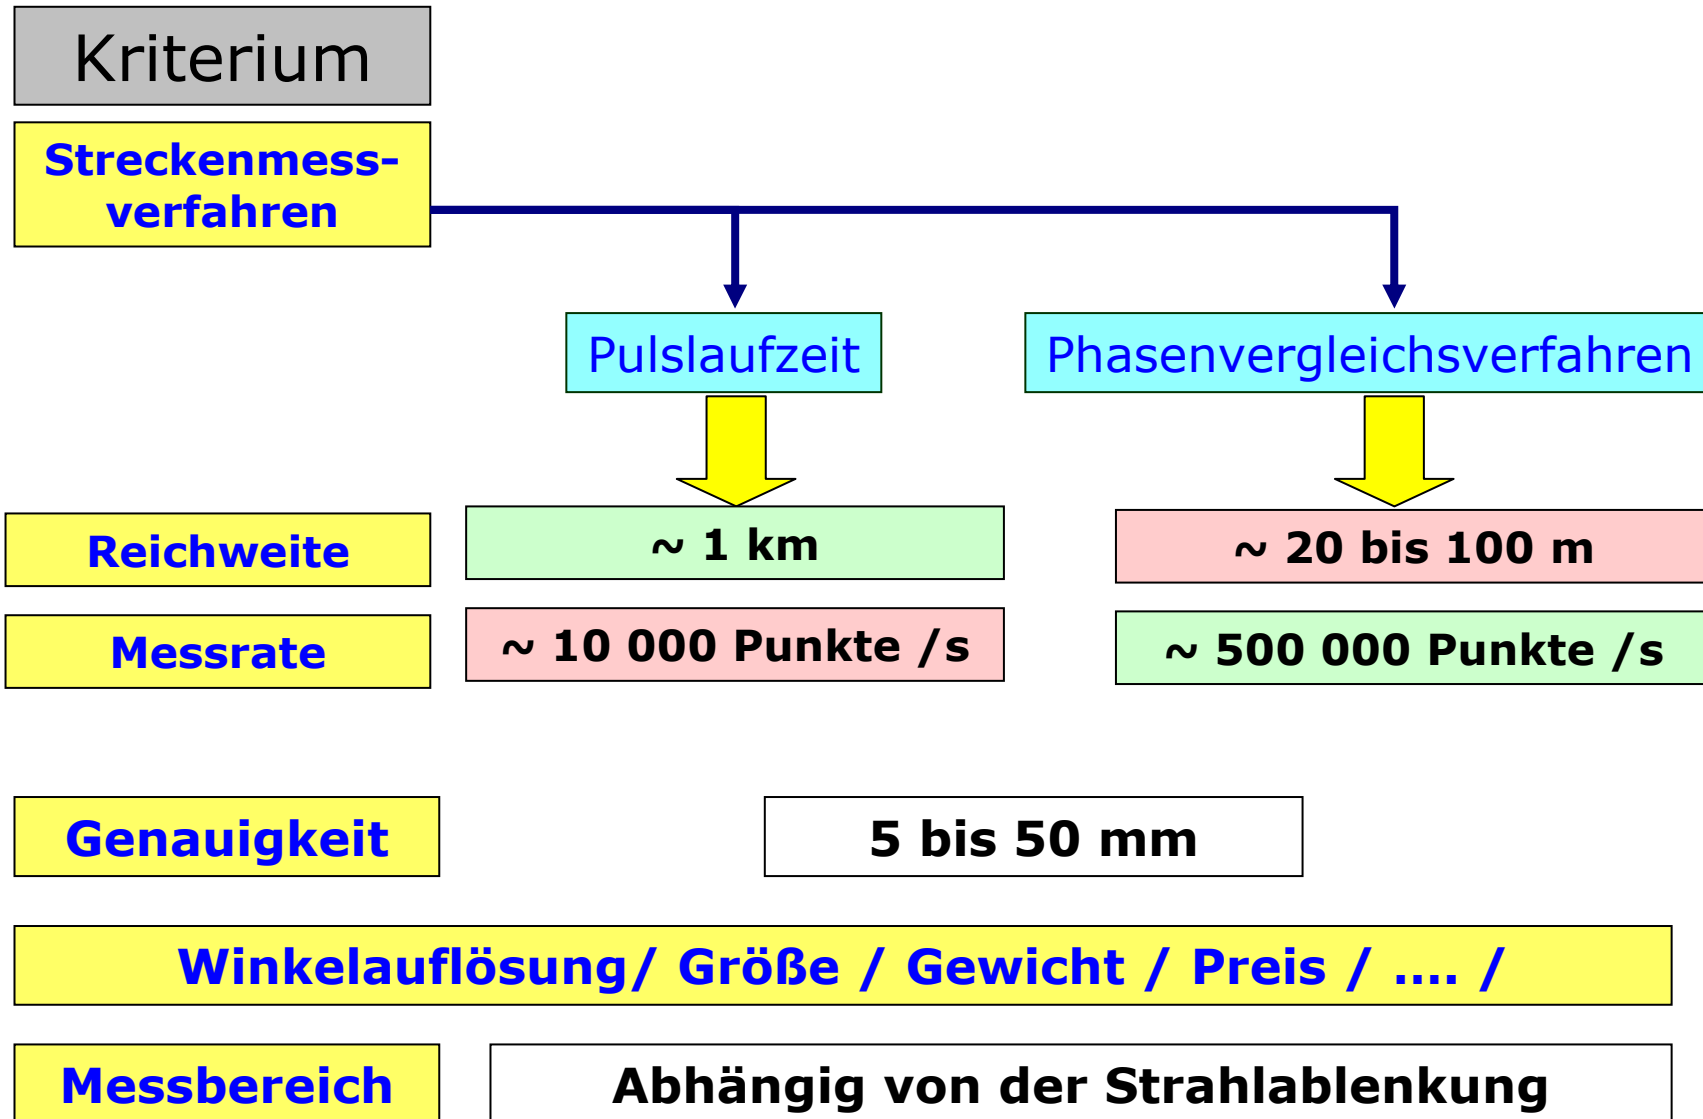 Kriterium
Streckenmess-
verfahren
Pulslaufzeit
Phasenvergleichsverfahren
Reichweite
~ 1 km
~ 20 bis 100 m
Messrate
~ 10 000 Punkte /s
~ 500 000 Punkte /s
Genauigkeit
5 bis 50 mm
Winkelauflösung/ Größe / Gewicht / Preis / .... /
Messbereich
Abhängig von der Strahlablenkung